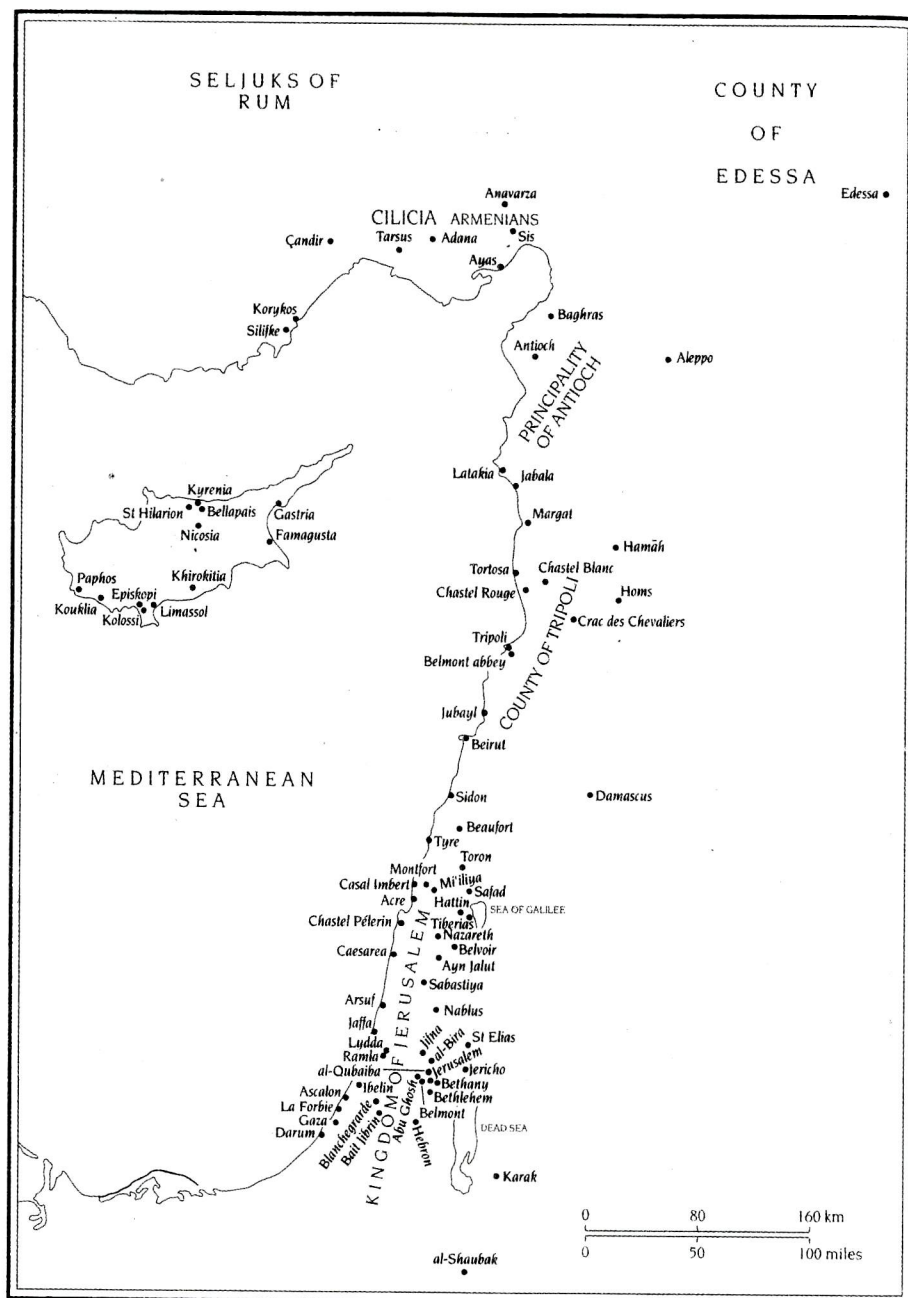 SELJUKS OF
RUM
COUNTY
OF
EDESSA
Edessa
Anavarza
CILICIA ARMENIANS
Çandir
Tarsus
Adana
Sis
Ayas
Korykos
Silifke
Baghras
Antioch
Aleppo
PRINCIPALITY
OF ANTIOCH
Latakia
Jabala
Kyrenia
St Hilarion
Bellapais
Gastria
Nicosia
Famagusta
Margat
Hamāh
Tortosa
Chastel Blanc
Paphos
Khirokitia
Chastel Rouge
Homs
Episkopi
Kouklia
Kolossi
Limassol
Crac des Chevaliers
Tripoli
Belmont abbey
COUNTY OF TRIPOLI
Jubayl
Beirut
MEDITERRANEAN
SEA
Sidon
Damascus
Beaufort
Tyre
Toron
Montfort
Casal Imbert
Mi'iliya
Safad
Acre
Hattin
SEA OF GALILEE
Chastel Pélerin
Tiberias
Nazareth
Caesarea
Belvoir
Ayn Jalut
Sabastiya
KINGDOM OF JERUSALEM
Arsuf
Nablus
Jaffa
Lydda
Jifna
al-Bira
St Elias
Ramla
Jerusalem
al-Qubaiba
Jericho
Ascalon
Ibelin
Bethany
La Forbie
Bethlehem
Gaza
Blanchegrarde
Bait Jibrin
Abu Ghosh
Belmont
Darum
Hebron
DEAD SEA
Karak
0 80 160 km
0 50 100 miles
al-Shaubak